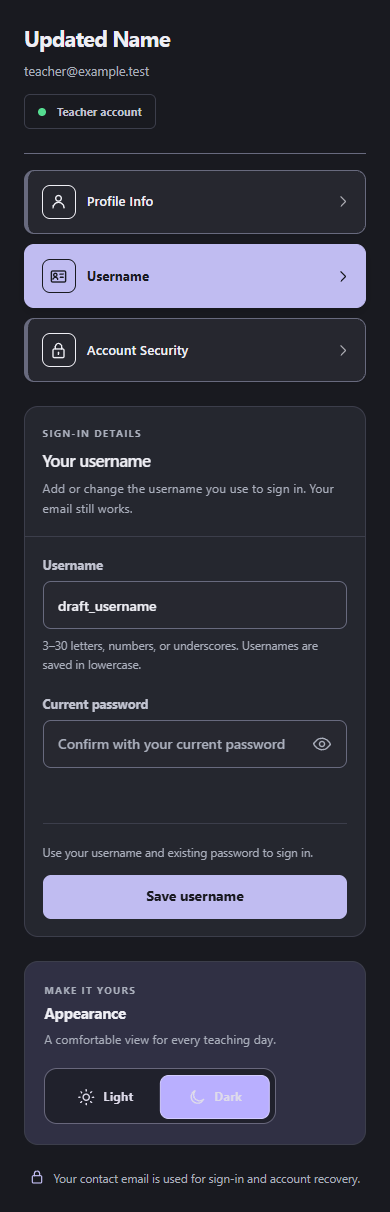 Updated Name
teacher@example.test
Teacher account
Profile Info
Username
Account Security
SIGN-IN DETAILS
Your username
Add or change the username you use to sign in. Your
email still works.
Username
draft_username
3–30 letters, numbers, or underscores. Usernames are
saved in lowercase.
Current password
Confirm with your current password
Use your username and existing password to sign in.
Save username
MAKE IT YOURS
Appearance
A comfortable view for every teaching day.
Light
Dark
Your contact email is used for sign-in and account recovery.